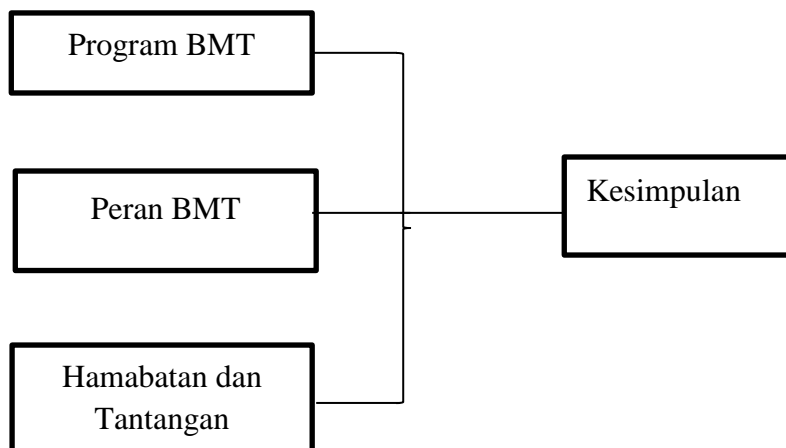 Program BMT
Peran BMT
Kesimpulan
Hamabatan dan
Tantangan